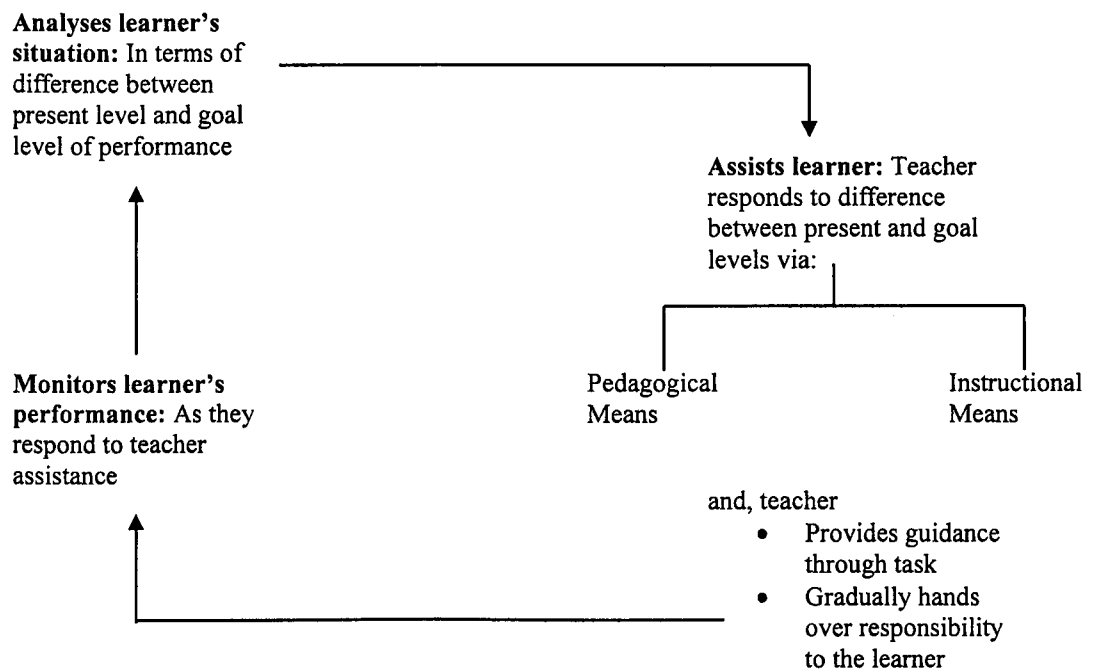 Analyses learner's
situation: In terms of
difference between
present level and goal
level of performance
Assists learner: Teacher
responds to difference
between present and goal
levels via:
Pedagogical
Means
Instructional
Means
and, teacher
• Provides guidance
through task
• Gradually hands
over responsibility
to the learner
Monitors learner's
performance: As they
respond to teacher
assistance